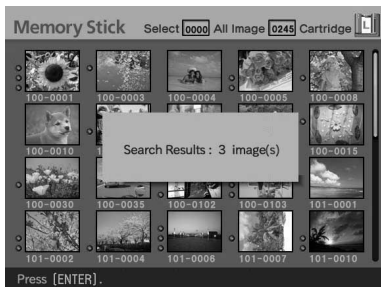 Memory Stick Select 0000 All Image 0245 Cartridge L
100-0001 100-0003 100-0004 100-0005 100-0008
100-0010 100-0015
Search Results : 3 image(s)
100-0030 100-0035 100-0102 100-0103 101-0001
101-0002 101-0004 101-0006 101-0007 101-0010
Press [ENTER].